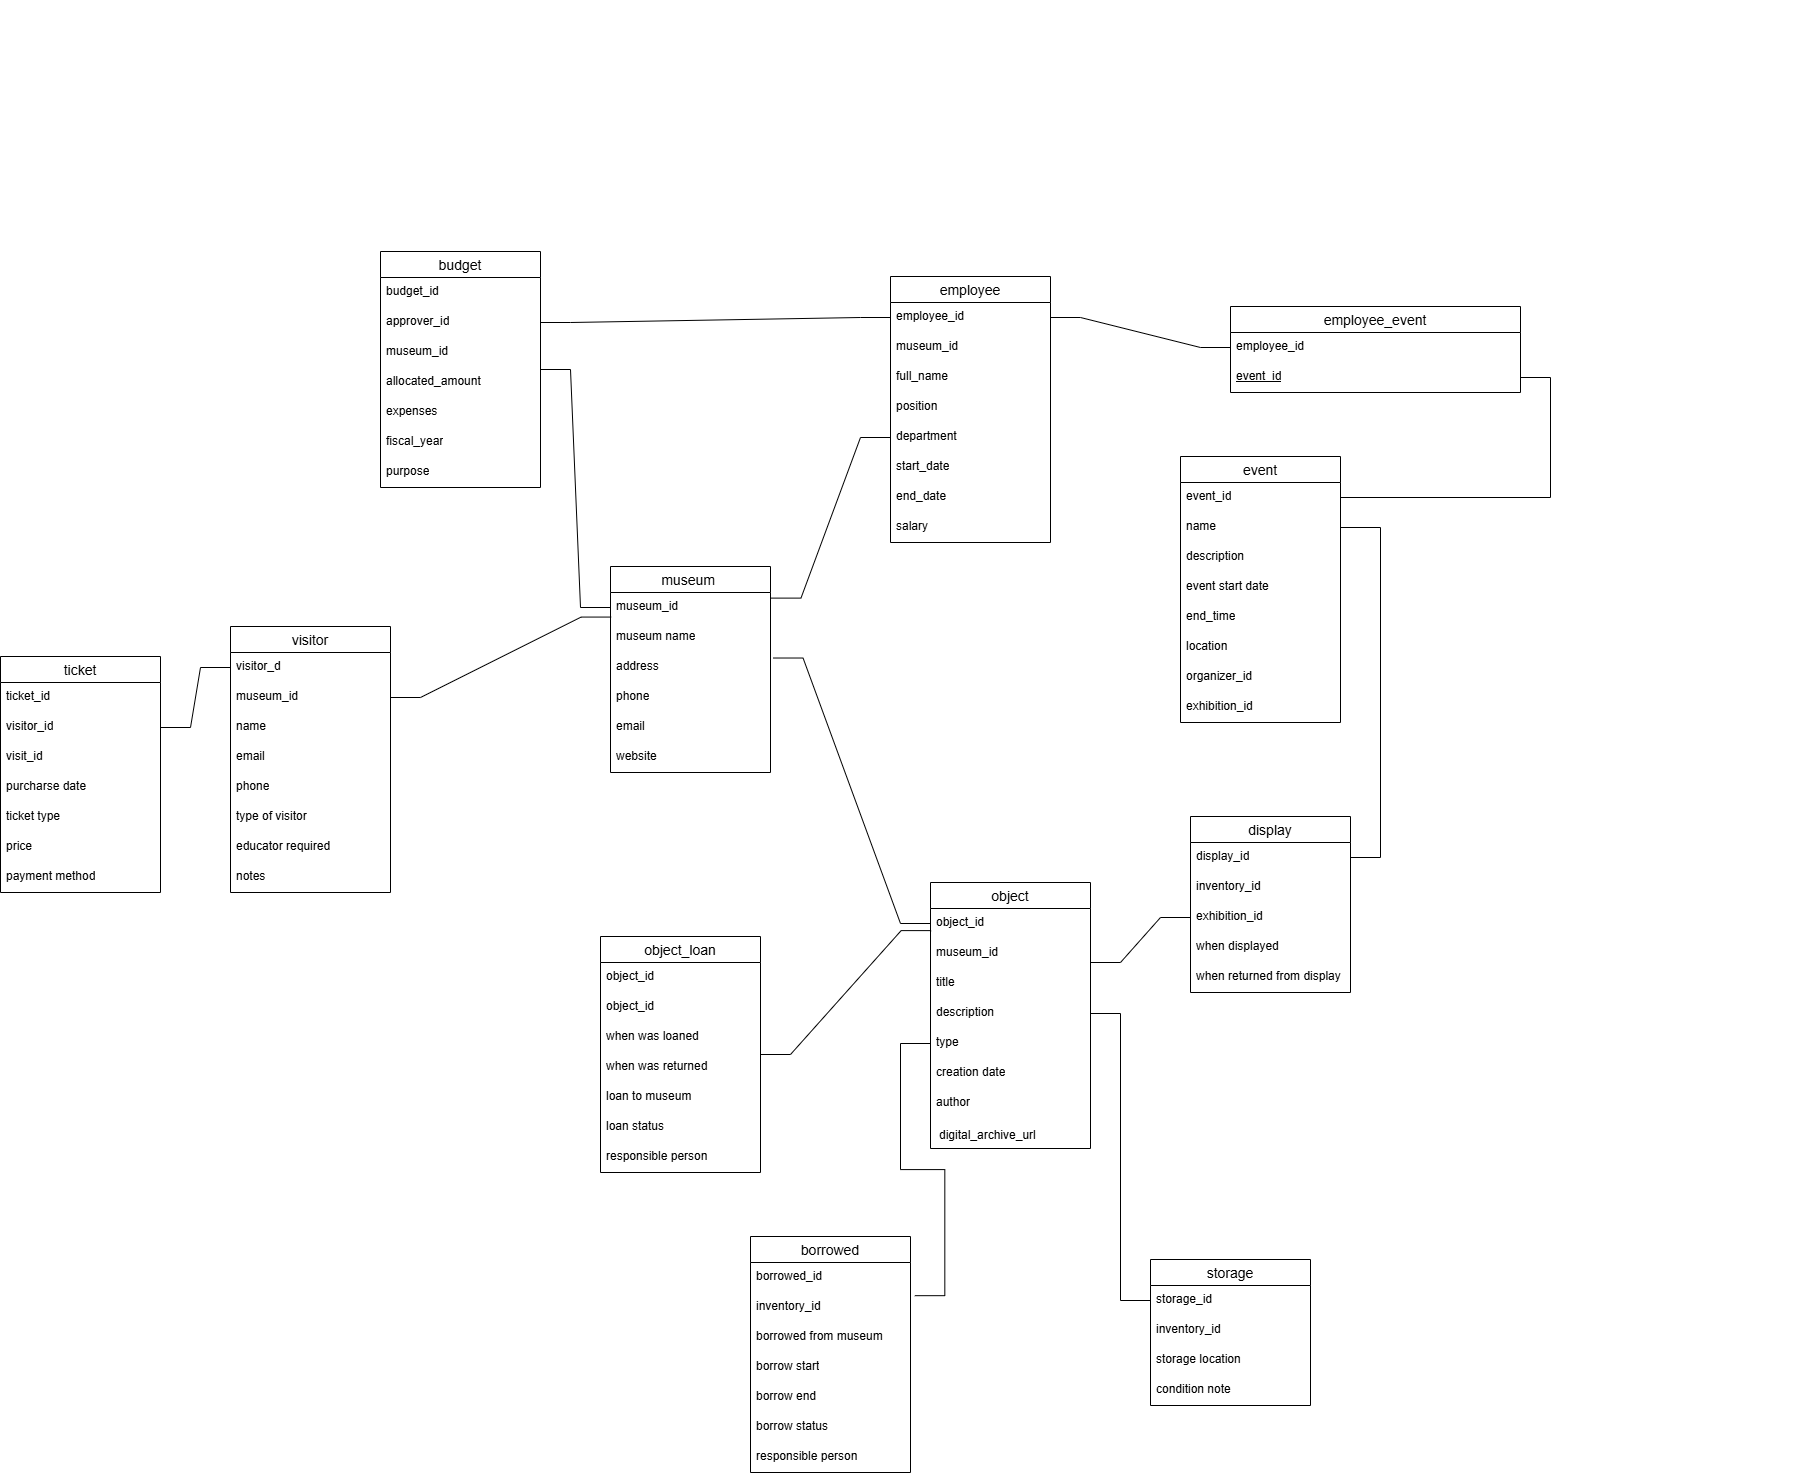 budget
budget_id
approver_id
museum_id
allocated_amount
expenses
fiscal_year
purpose
employee
employee_id
museum_id
full_name
position
department
start_date
end_date
salary
employee_event
employee_id
event_id
event
event_id
name
description
event start date
end_time
location
organizer_id
exhibition_id
museum
museum_id
museum name
address
phone
email
website
visitor
visitor_d
museum_id
name
email
phone
type of visitor
educator required
notes
ticket
ticket_id
visitor_id
visit_id
purcharse date
ticket type
price
payment method
display
display_id
inventory_id
exhibition_id
when displayed
when returned from display
object
object_id
museum_id
title
description
type
creation date
author
digital_archive_url
object_loan
object_id
object_id
when was loaned
when was returned
loan to museum
loan status
responsible person
borrowed
borrowed_id
inventory_id
borrowed from museum
borrow start
borrow end
borrow status
responsible person
storage
storage_id
inventory_id
storage location
condition note